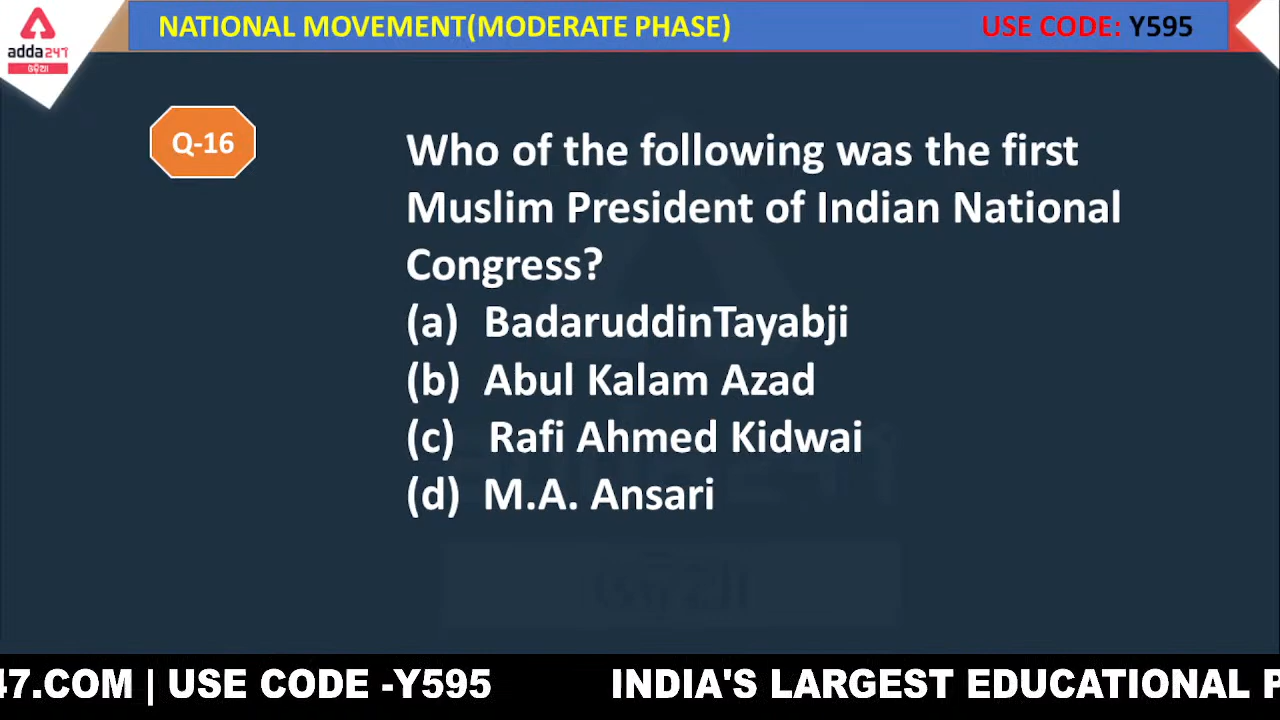 NATIONAL MOVEMENT(MODERATE PHASE)
USE CODE: Y595
adda247
ଓଡ଼ିଆ
Q-16
Who of the following was the first
Muslim President of Indian National
Congress?
(a) BadaruddinTayabji
(b) Abul Kalam Azad
(c) Rafi Ahmed Kidwai
(d) M.A. Ansari
47.COM | USE CODE -Y595
INDIA'S LARGEST EDUCATIONAL P